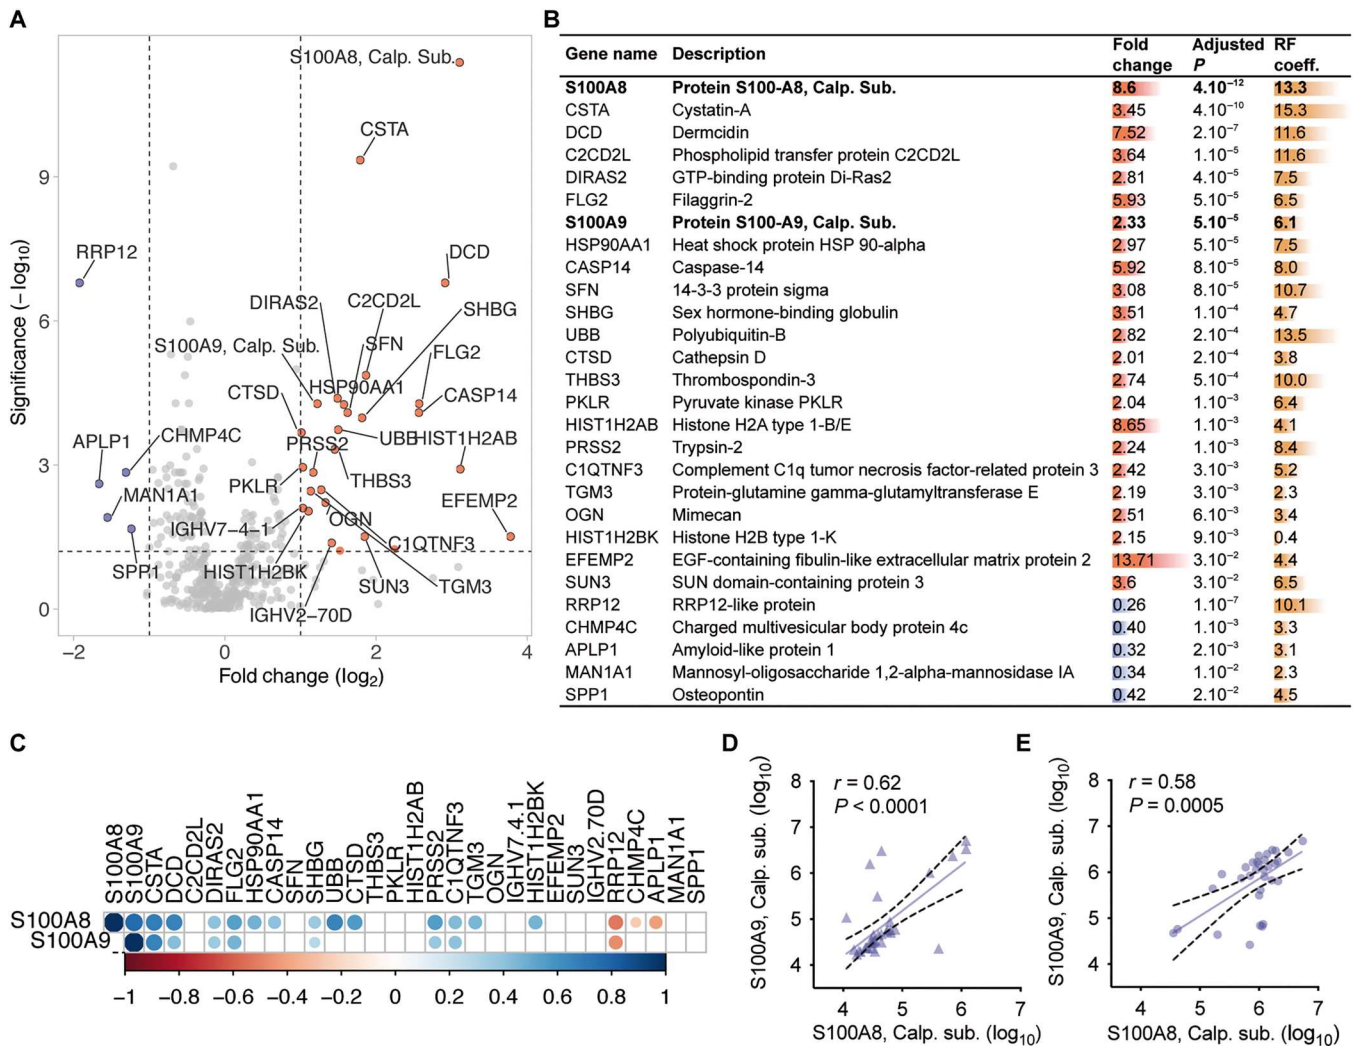 A
S100A8, Calp. Sub.
CSTA
RRP12
DCD
DIRAS2
C2CD2L
SHBG
S100A9, Calp. Sub.
SFN
FLG2
CTSD
HSP90AA1
CASP14
APLP1
CHMP4C
PRSS2
UBB
HIST1H2AB
PKLR
THBS3
MAN1A1
EFEMP2
IGHV7−4−1
OGN
C1QTNF3
SPP1
HIST1H2BK
SUN3
TGM3
IGHV2−70D
9
6
3
0
Significance (− log10)
−2
0
2
4
Fold change (log2)
B
Gene name Description Fold change Adjusted P RF coeff.
S100A8 Protein S100-A8, Calp. Sub. 8.6 4.10−12 13.3
CSTA Cystatin-A 3.45 4.10−10 15.3
DCD Dermcidin 7.52 2.10−7 11.6
C2CD2L Phospholipid transfer protein C2CD2L 3.64 1.10−5 11.6
DIRAS2 GTP-binding protein Di-Ras2 2.81 4.10−5 7.5
FLG2 Filaggrin-2 5.93 5.10−5 6.5
S100A9 Protein S100-A9, Calp. Sub. 2.33 5.10−5 6.1
HSP90AA1 Heat shock protein HSP 90-alpha 2.97 5.10−5 7.5
CASP14 Caspase-14 5.92 8.10−5 8.0
SFN 14-3-3 protein sigma 3.08 8.10−5 10.7
SHBG Sex hormone-binding globulin 3.51 1.10−4 4.7
UBB Polyubiquitin-B 2.82 2.10−4 13.5
CTSD Cathepsin D 2.01 2.10−4 3.8
THBS3 Thrombospondin-3 2.74 5.10−4 10.0
PKLR Pyruvate kinase PKLR 2.04 1.10−3 6.4
HIST1H2AB Histone H2A type 1-B/E 8.65 1.10−3 4.1
PRSS2 Trypsin-2 2.24 1.10−3 8.4
C1QTNF3 Complement C1q tumor necrosis factor-related protein 3 2.42 3.10−3 5.2
TGM3 Protein-glutamine gamma-glutamyltransferase E 2.19 3.10−3 2.3
OGN Mimecan 2.51 6.10−3 3.4
HIST1H2BK Histone H2B type 1-K 2.15 9.10−3 0.4
EFEMP2 EGF-containing fibulin-like extracellular matrix protein 2 13.71 3.10−2 4.4
SUN3 SUN domain-containing protein 3 3.6 3.10−2 6.5
RRP12 RRP12-like protein 0.26 1.10−7 10.1
CHMP4C Charged multivesicular body protein 4c 0.40 1.10−3 3.3
APLP1 Amyloid-like protein 1 0.32 2.10−3 3.1
MAN1A1 Mannosyl-oligosaccharide 1,2-alpha-mannosidase IA 0.34 1.10−2 2.3
SPP1 Osteopontin 0.42 2.10−2 4.5
C
S100A8
S100A9
CSTA
DCD
C2CD2L
DIRAS2
FLG2
HSP90AA1
CASP14
SFN
SHBG
UBB
CTSD
THBS3
PKLR
HIST1H2AB
PRSS2
C1QTNF3
TGM3
OGN
IGHV7.4.1
HIST1H2BK
EFEMP2
SUN3
IGHV2.70D
RRP12
CHMP4C
APLP1
MAN1A1
SPP1
S100A8
S100A9
−1 −0.8 −0.6 −0.4 −0.2 0 0.2 0.4 0.6 0.8 1
D
r = 0.62
P < 0.0001
S100A9, Calp. sub. (log10)
8
7
6
5
4
4 5 6 7
S100A8, Calp. sub. (log10)
E
r = 0.58
P = 0.0005
S100A9, Calp. sub. (log10)
8
7
6
5
4
4 5 6 7
S100A8, Calp. sub. (log10)